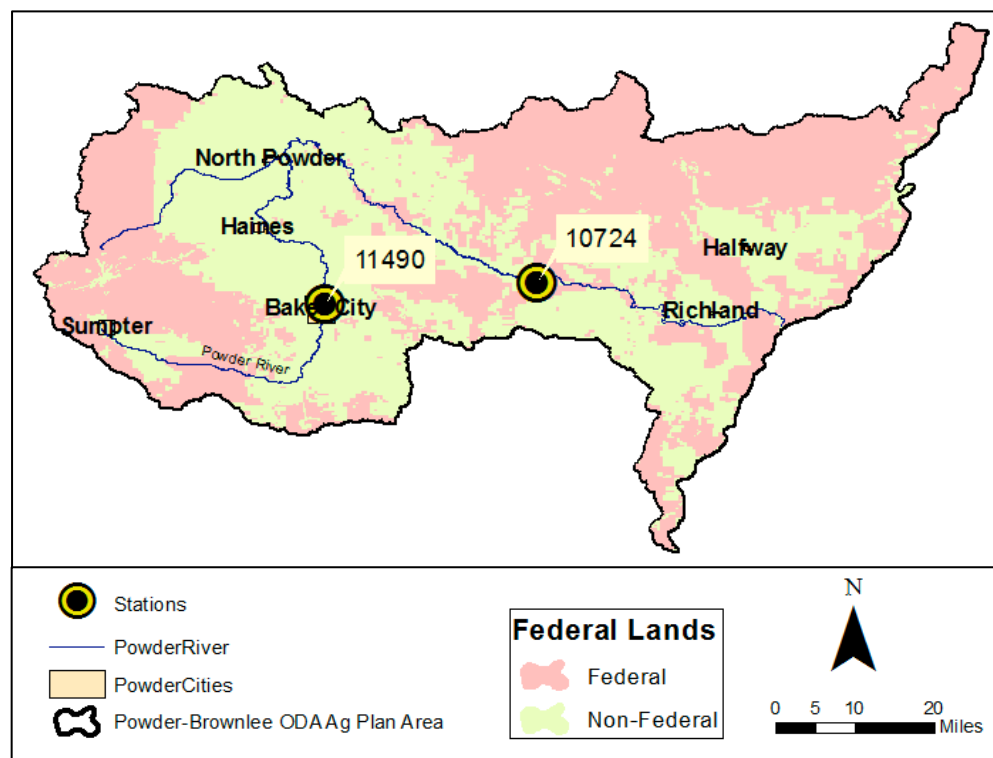 North Powder
Haines
11490
10724
Halfway
Baker City
Richland
Sumpter
Powder River
Stations
PowderRiver
PowderCities
Powder-Brownlee ODA Ag Plan Area
Federal Lands
Federal
Non-Federal
N
0 5 10 20
Miles